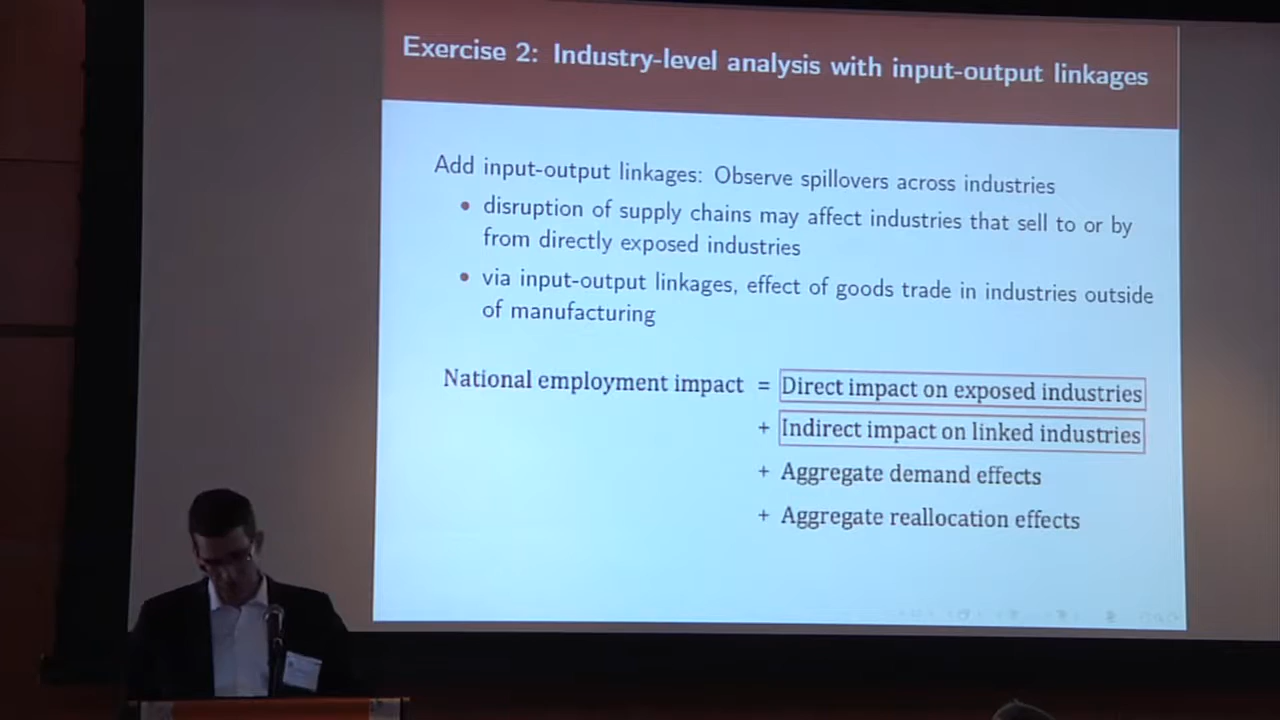 Exercise 2: Industry-level analysis with input-output linkages
Add input-output linkages: Observe spillovers across industries
• disruption of supply chains may affect industries that sell to or by
from directly exposed industries
• via input-output linkages, effect of goods trade in industries outside
of manufacturing
National employment impact = Direct impact on exposed industries
+ Indirect impact on linked industries
+ Aggregate demand effects
+ Aggregate reallocation effects